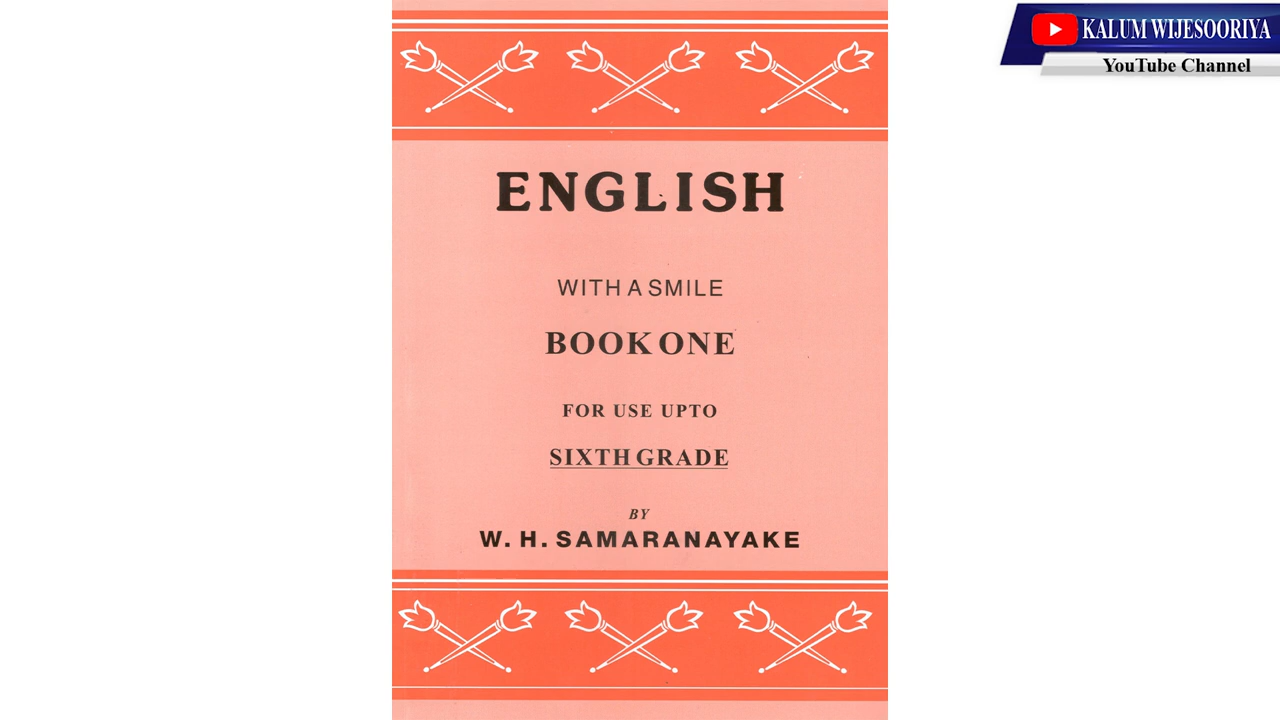 KALUM WIJESOORIYA
YouTube Channel
ENGLISH
WITH A SMILE
BOOK ONE
FOR USE UPTO
SIXTH GRADE
BY
W. H. SAMARANAYAKE